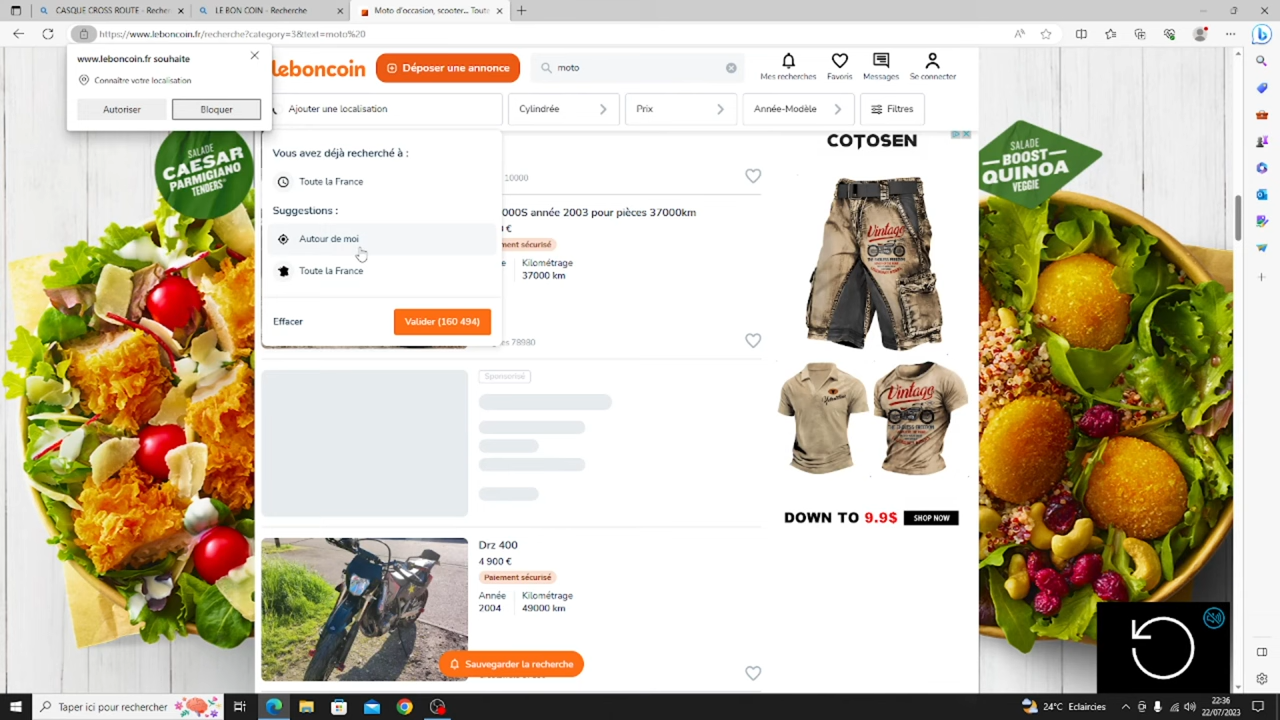 CASQUE CROSS ROUTE - Recherche
LE BON COIN - Recherche
Moto d'occasion, scooter... Toute
https://www.leboncoin.fr/recherche?category=3&text=moto%20
www.leboncoin.fr souhaite
Connaître votre localisation
Autoriser
Bloquer
leboncoin
Déposer une annonce
moto
Mes recherches
Favoris
Messages
Se connecter
Ajouter une localisation
Cylindrée
Prix
Année-Modèle
Filtres
Vous avez déjà recherché à :
Toute la France
Suggestions :
Autour de moi
Toute la France
Effacer
Valider (160 494)
10000
000S année 2003 pour pièces 37000km
€
ment sécurisé
Kilométrage
37000 km
78980
Sponsorisé
Drz 400
4 900 €
Paiement sécurisé
Année Kilométrage
2004 49000 km
Sauvegarder la recherche
SALADE
CAESAR
PARMIGIANO
TENDERS
COTOSEN
Vintage
Vintage
DOWN TO 9.9$ SHOP NOW
SALADE
BOOST
QUINOA
VEGGIE
Taper ici pour rechercher
24°C Eclaircies
22:36
22/07/2023